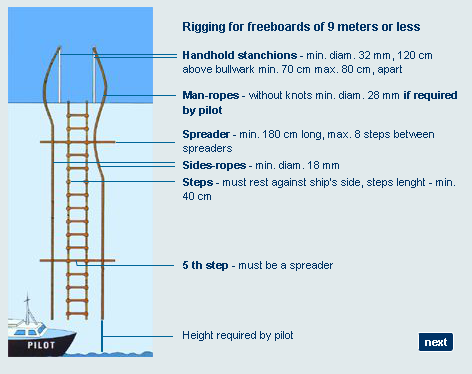 Rigging for freeboards of 9 meters or less
Handhold stanchions - min. diam. 32 mm, 120 cm
above bullwark min. 70 cm max. 80 cm, apart
Man-ropes - without knots min. diam. 28 mm if required
by pilot
Spreader - min. 180 cm long, max. 8 steps between
spreaders
Sides-ropes - min. diam. 18 mm
Steps - must rest against ship's side, steps lenght - min.
40 cm
5 th step - must be a spreader
Height required by pilot
PILOT
next